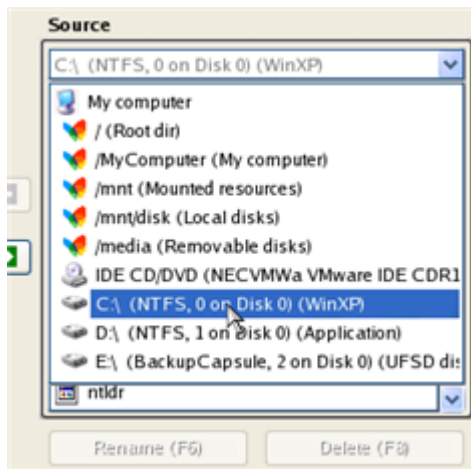 Source
C:\ (NTFS, 0 on Disk 0) (WinXP)
My computer
/ (Root dir)
/MyComputer (My computer)
/mnt (Mounted resources)
/mnt/disk (Local disks)
/media (Removable disks)
IDE CD/DVD (NECVMWa VMware IDE CDR1
C:\ (NTFS, 0 on Disk 0) (WinXP)
D:\ (NTFS, 1 on Disk 0) (Application)
E:\ (BackupCapsule, 2 on Disk 0) (UFSD dis
ntldr
Rename (F6) Delete (F8)